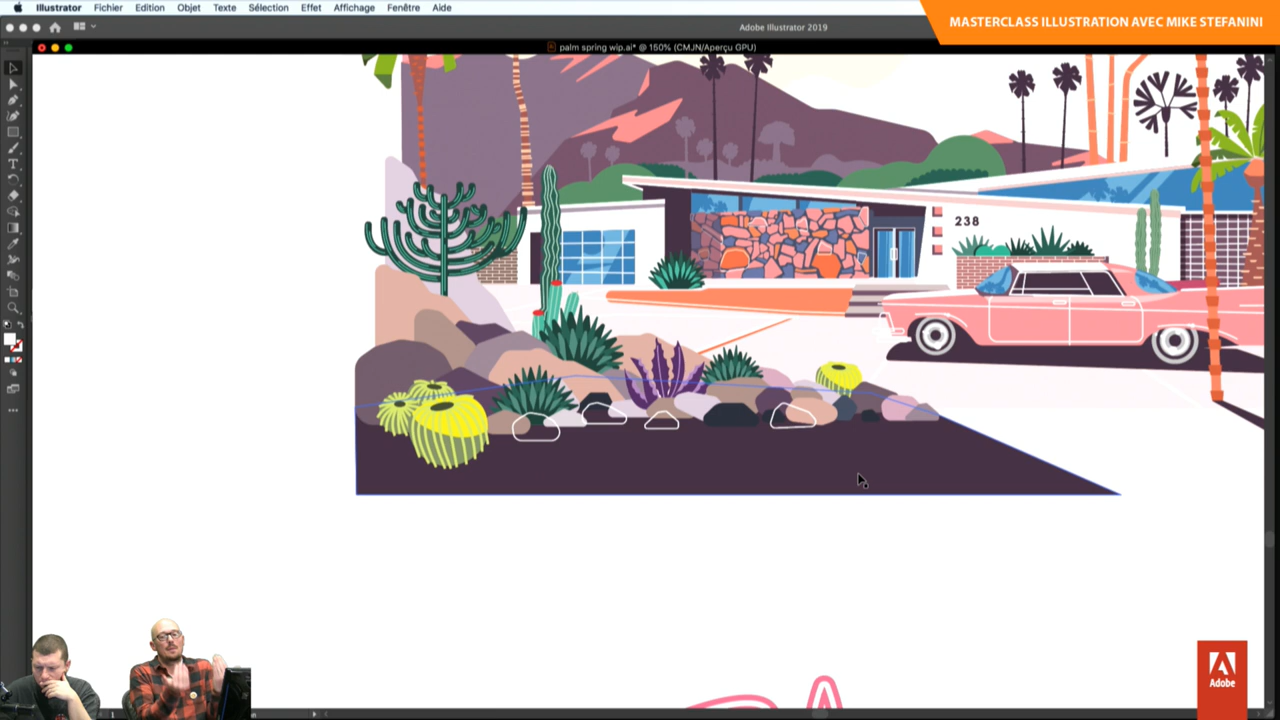 Illustrator Fichier Edition Objet Texte Sélection Effet Affichage Fenêtre Aide
MASTERCLASS ILLUSTRATION AVEC MIKE STEFANINI
Adobe Illustrator 2019
palm spring wip.ai* @ 150% (CMJN/Aperçu GPU)
238
Adobe
1